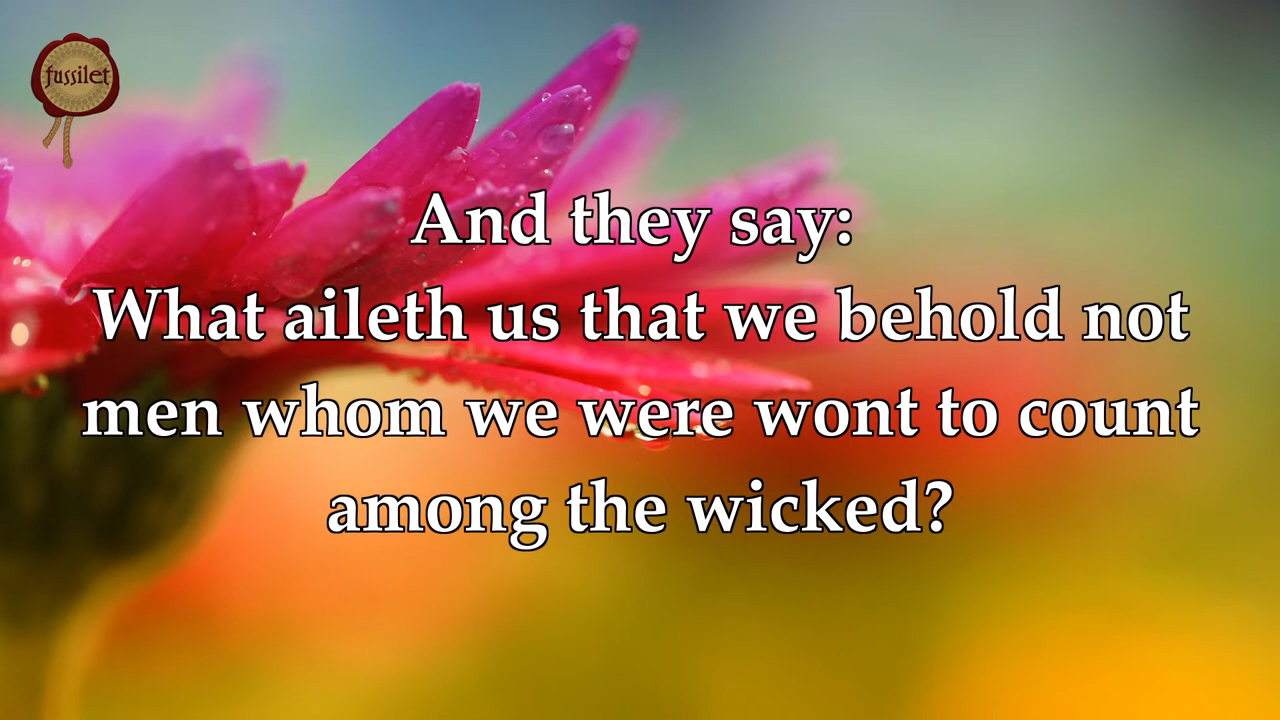 fussilet
And they say:
What aileth us that we behold not
men whom we were wont to count
among the wicked?